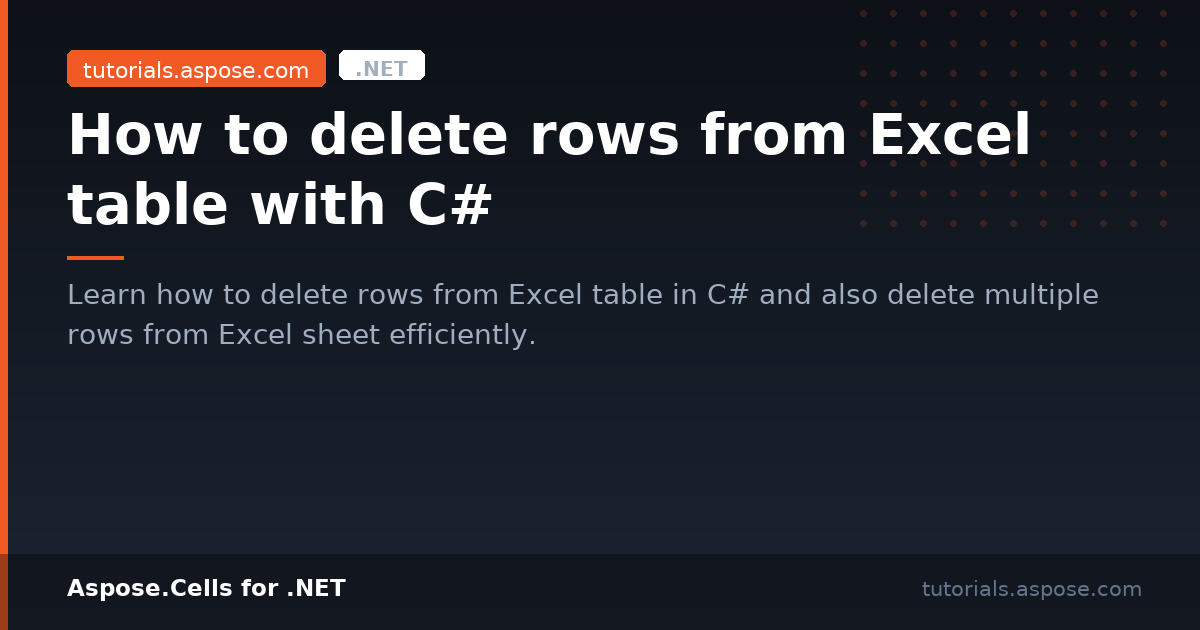 tutorials.aspose.com
.NET
How to delete rows from Excel
table with C#
Learn how to delete rows from Excel table in C# and also delete multiple
rows from Excel sheet efficiently.
Aspose.Cells for .NET
tutorials.aspose.com